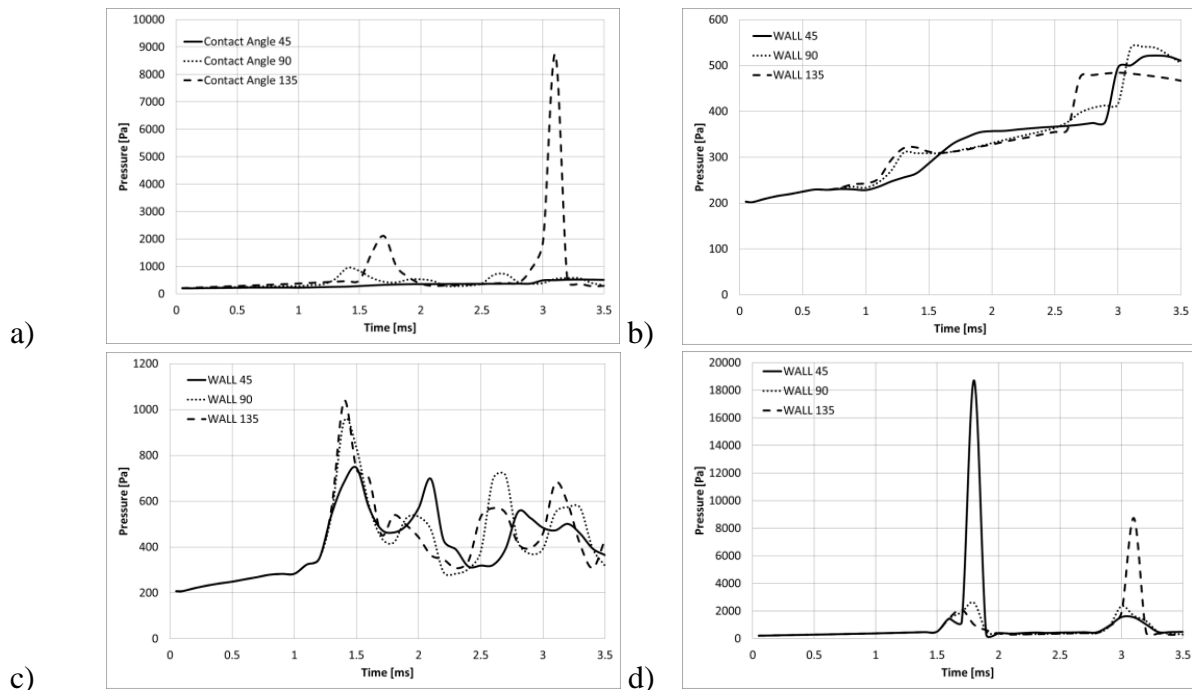 10000
9000
8000
7000
6000
5000
4000
3000
2000
1000
0
Pressure [Pa]
Contact Angle 45
Contact Angle 90
Contact Angle 135
0 0.5 1 1.5 2 2.5 3 3.5
Time [ms]
a)
600
500
400
300
200
100
0
Pressure [Pa]
WALL 45
WALL 90
WALL 135
0 0.5 1 1.5 2 2.5 3 3.5
Time [ms]
b)
1200
1000
800
600
400
200
0
Pressure [Pa]
WALL 45
WALL 90
WALL 135
0 0.5 1 1.5 2 2.5 3 3.5
Time [ms]
c)
20000
18000
16000
14000
12000
10000
8000
6000
4000
2000
0
Pressure [Pa]
WALL 45
WALL 90
WALL 135
0 0.5 1 1.5 2 2.5 3 3.5
Time [ms]
d)